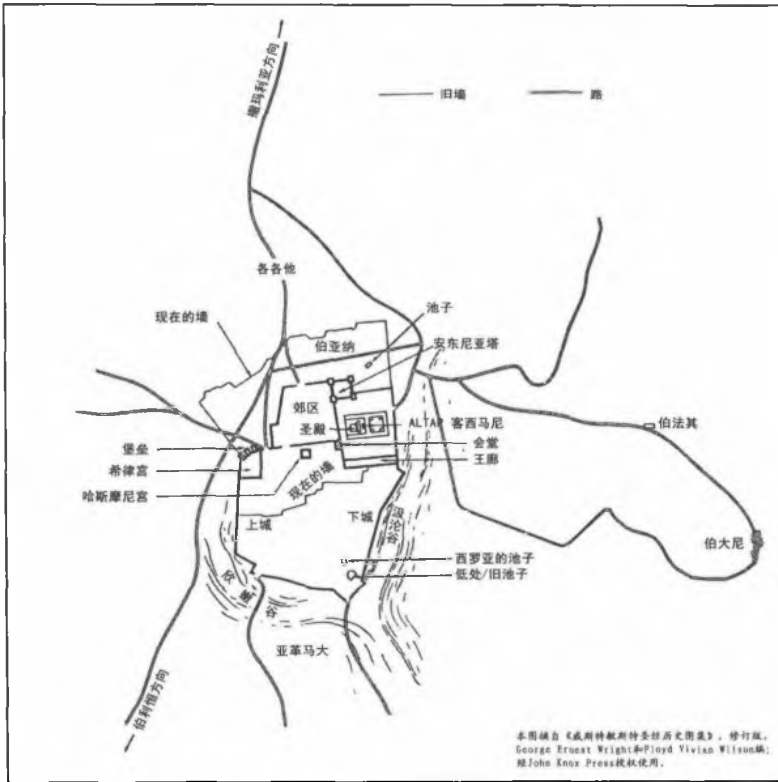 撒玛利亚方向
旧墙
路
各各他
现在的墙
池子
伯亚纳
安东尼亚塔
郊区
圣殿
ALTAP 客西马尼
伯法其
会堂
堡垒
王廊
希律宫
现在的墙
哈斯摩尼宫
上城
下城
汲沦谷
伯大尼
西罗亚的池子
低处/旧池子
欣嫩谷
亚革马大
伯利恒方向
本图摘自《威斯特敏斯特圣经历史图集》，修订版，
George Ernest Wright和Floyd Vivian Wilson编;
经John Knox Press授权使用。